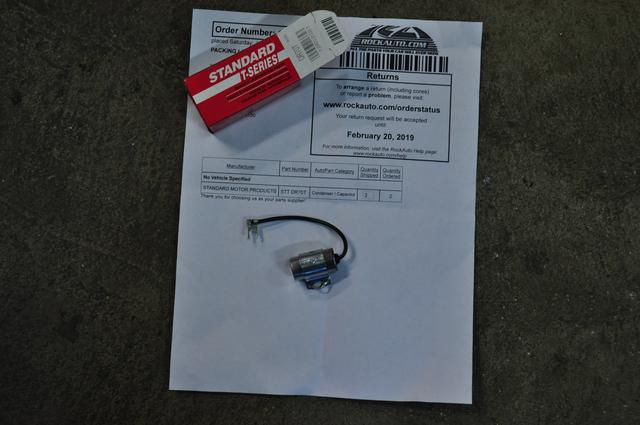 Order Number
placed Saturday
PACKING
STANDARD
T-SERIES
DR70T
ROCKAUTO.COM
Returns
To arrange a return (including cores)
or report a problem, please visit:
www.rockauto.com/orderstatus
Your return request will be accepted
until
February 20, 2019
For more information, visit the RockAuto Help page:
www.rockauto.com/help
Manufacturer Part Number AutoPart Category Quantity Shipped Quantity Ordered
No Vehicle Specified
STANDARD MOTOR PRODUCTS STT DR70T Condenser / Capacitor 2 2
Thank you for choosing us as your parts supplier!